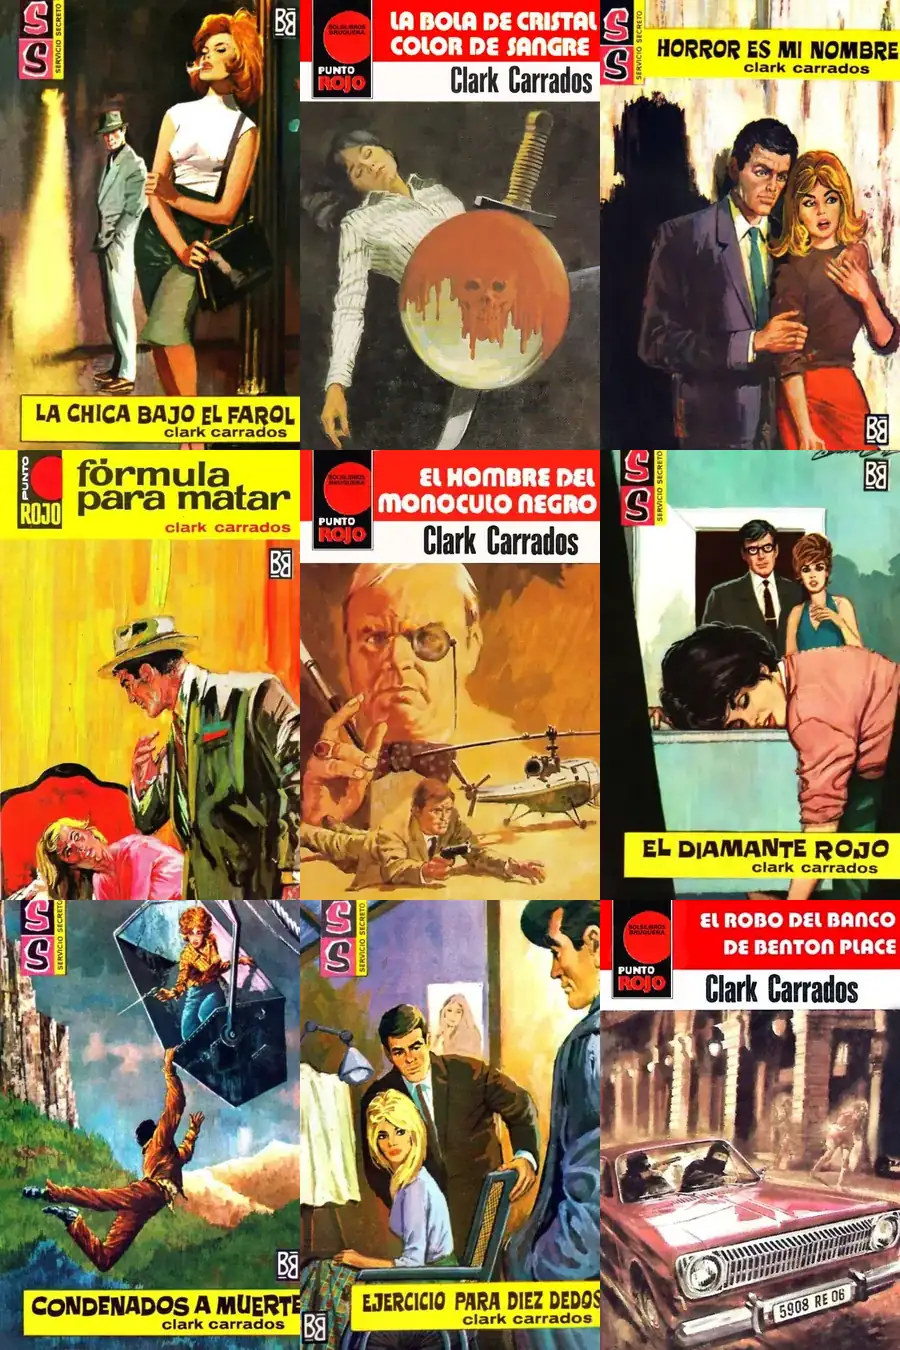 SS
SERVICIO SECRETO
BB
LA CHICA BAJO EL FAROL
clark carrados
BOLSILIBROS
BRUGUERA
PUNTO
ROJO
LA BOLA DE CRISTAL
COLOR DE SANGRE
Clark Carrados
SS
SERVICIO SECRETO
HORROR ES MI NOMBRE
clark carrados
BB
PUNTO
ROJO
fórmula
para matar
clark carrados
BB
BOLSILIBROS
BRUGUERA
PUNTO
ROJO
EL HOMBRE DEL
MONOCULO NEGRO
Clark Carrados
SS
SERVICIO SECRETO
BB
EL DIAMANTE ROJO
clark carrados
SS
SERVICIO SECRETO
BB
CONDENADOS A MUERTE
clark carrados
SS
SERVICIO SECRETO
EJERCICIO PARA DIEZ DEDOS
clark carrados
BB
BOLSILIBROS
BRUGUERA
PUNTO
ROJO
EL ROBO DEL BANCO
DE BENTON PLACE
Clark Carrados
5908 RE 06